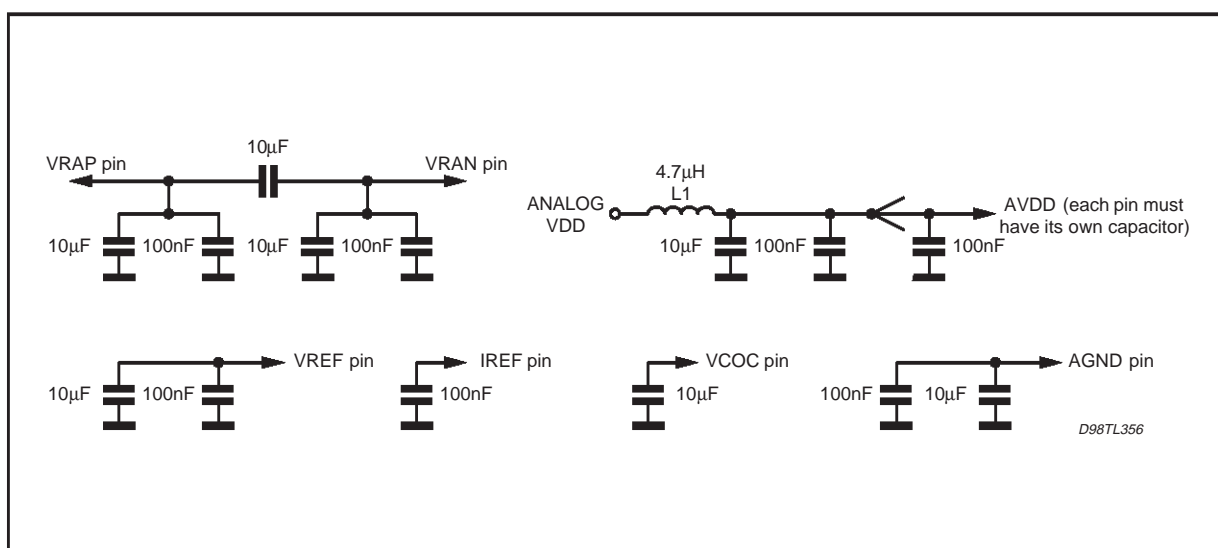 10µF
VRAP pin
VRAN pin
10µF
100nF
10µF
100nF
4.7µH
L1
ANALOG
VDD
AVDD (each pin must
have its own capacitor)
10µF
100nF
100nF
VREF pin
10µF
100nF
IREF pin
100nF
VCOC pin
10µF
AGND pin
100nF
10µF
D98TL356